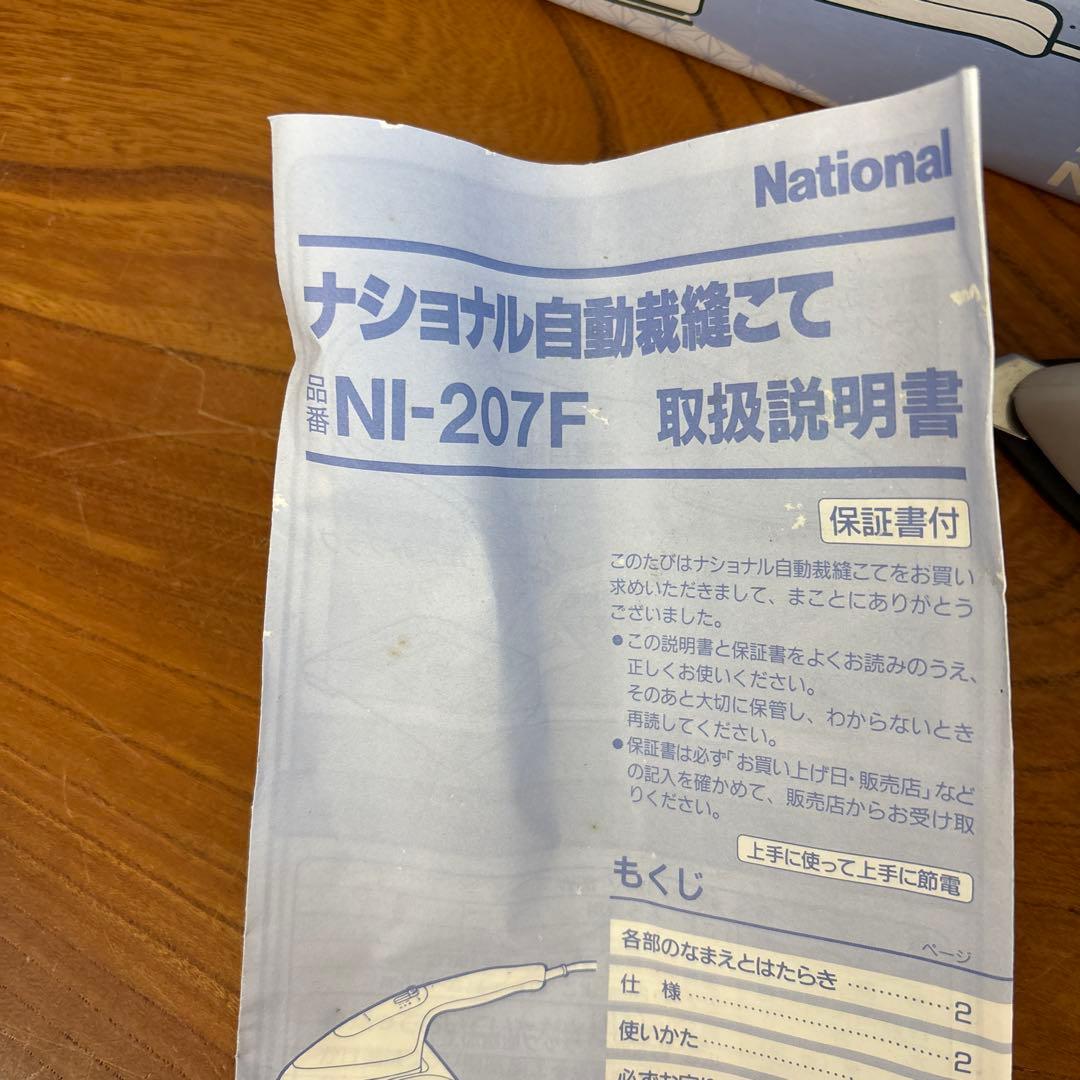 National
ナショナル自動裁縫こて
品番 NI-207F 取扱説明書
保証書付
このたびはナショナル自動裁縫こてをお買い
求めいただきまして、まことにありがとう
ございました。
●この説明書と保証書をよくお読みのうえ、
正しくお使いください。
そのあと大切に保管し、わからないとき
再読してください。
●保証書は必ず「お買い上げ日・販売店」など
の記入を確かめて、販売店からお受け取
りください。
上手に使って上手に節電
もくじ
ページ
各部のなまえとはたらき…………2
仕 様……………………2
使いかた